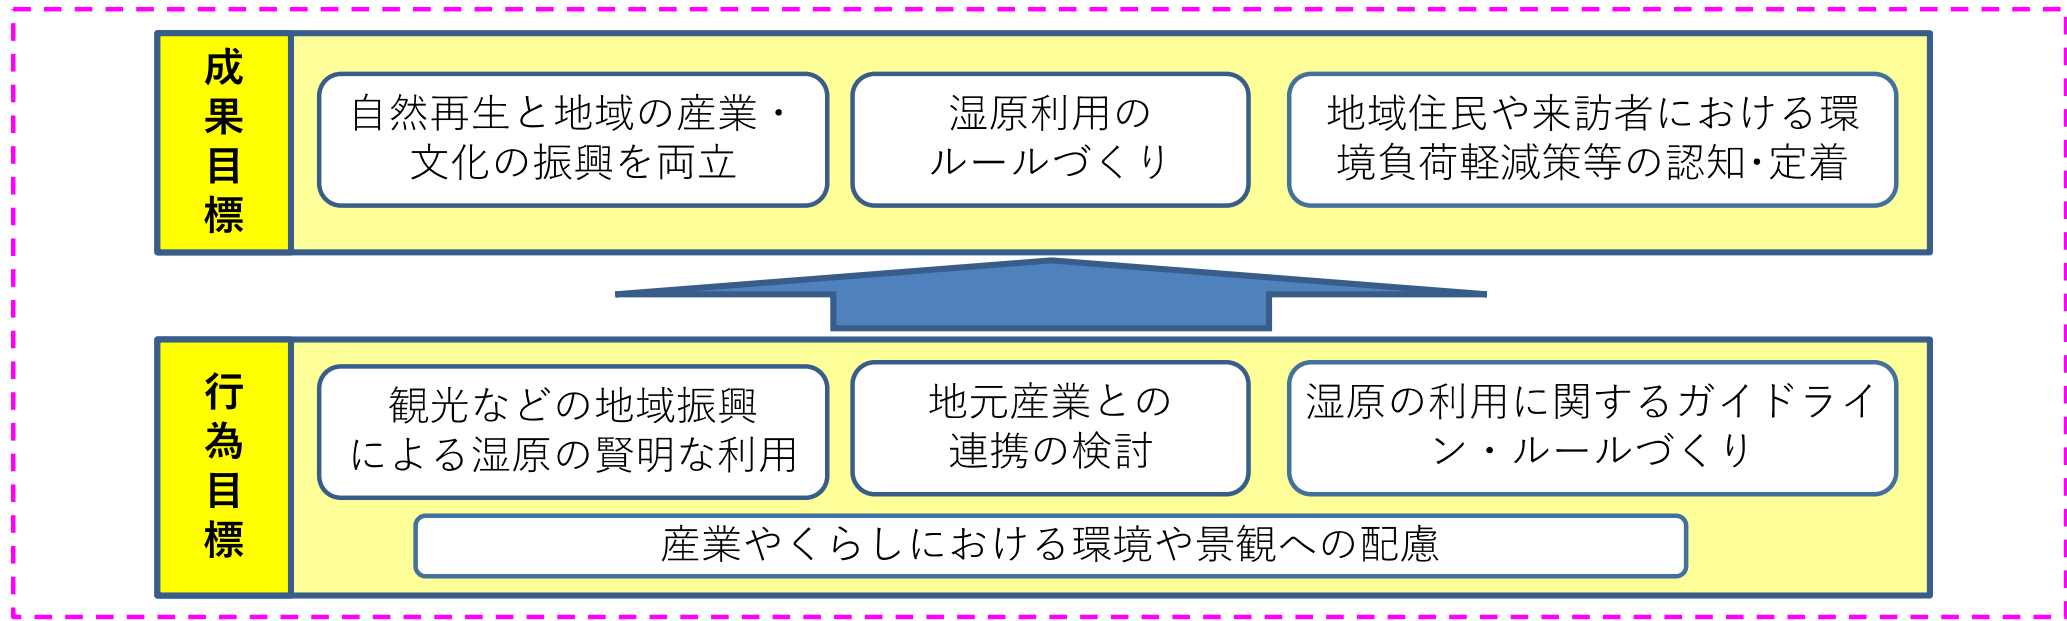 成果目標
自然再生と地域の産業・
文化の振興を両立
湿原利用の
ルールづくり
地域住民や来訪者における環
境負荷軽減策等の認知･定着
行為目標
観光などの地域振興
による湿原の賢明な利用
地元産業との
連携の検討
湿原の利用に関するガイドライ
ン・ルールづくり
産業やくらしにおける環境や景観への配慮